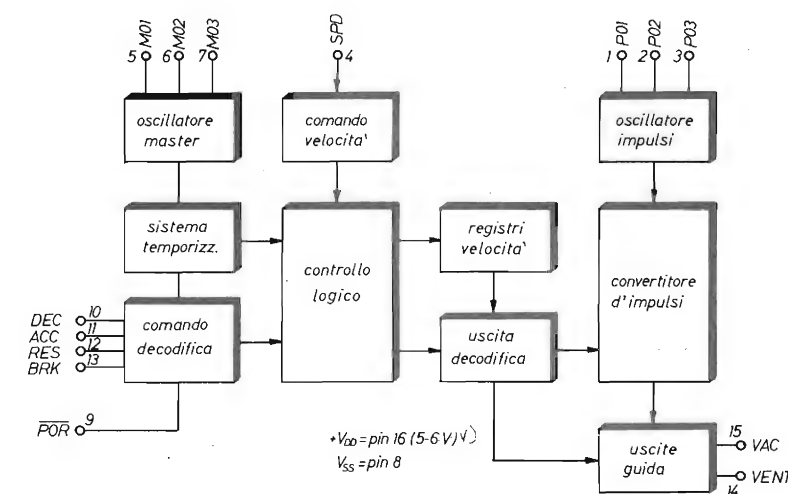 M01
M02
M03
5
6
7
SPD
4
P01
P02
P03
1
2
3
oscillatore
master
comando
velocita'
oscillatore
impulsi
sistema
temporizz.
controllo
logico
registri
velocita'
convertitore
d'impulsi
DEC 10
ACC 11
RES 12
BRK 13
comando
decodifica
uscita
decodifica
P̅O̅R̅ 9
+VDD = pin 16 (5-6 V)
VSS = pin 8
uscite
guida
15
VAC
VENT
14